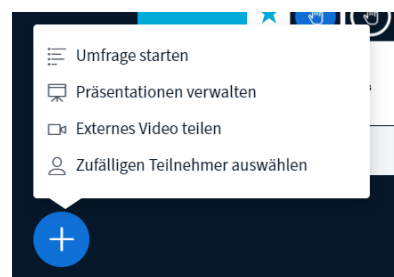 Umfrage starten
Präsentationen verwalten
Externes Video teilen
Zufälligen Teilnehmer auswählen